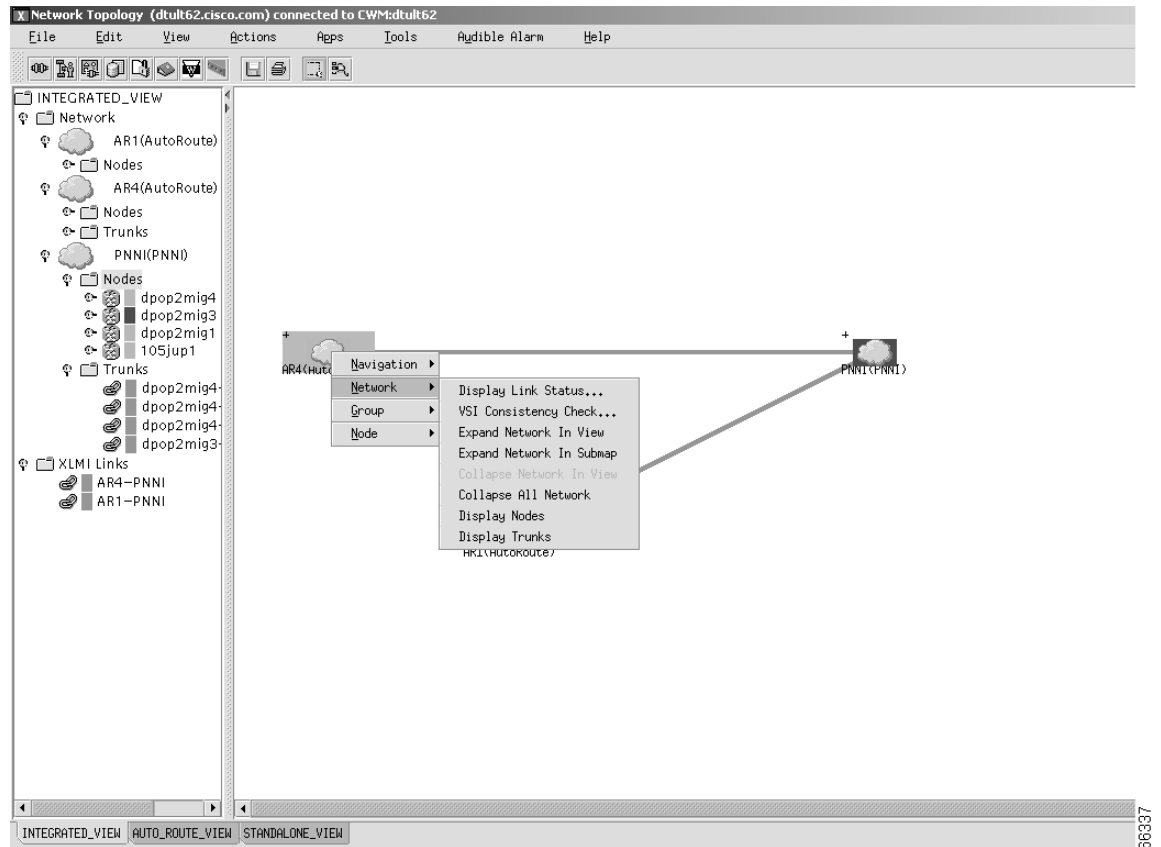 Network Topology (dtult62.cisco.com) connected to CWM:dtult62
File Edit View Actions Apps Tools Audible Alarm Help
INTEGRATED_VIEW
Network
AR1(AutoRoute)
Nodes
AR4(AutoRoute)
Nodes
Trunks
PNNI(PNNI)
Nodes
dpop2mig4
dpop2mig3
dpop2mig1
105jup1
Trunks
dpop2mig4-
dpop2mig4-
dpop2mig4-
dpop2mig3-
XLMI Links
AR4-PNNI
AR1-PNNI
+
AR4(Auto
+
PNNI(PNNI)
Navigation
Network
Group
Node
Display Link Status...
VSI Consistency Check...
Expand Network In View
Expand Network In Submap
Collapse Network In View
Collapse All Network
Display Nodes
Display Trunks
AR1(AutoRoute)
INTEGRATED_VIEW AUTO_ROUTE_VIEW STANDALONE_VIEW
66337